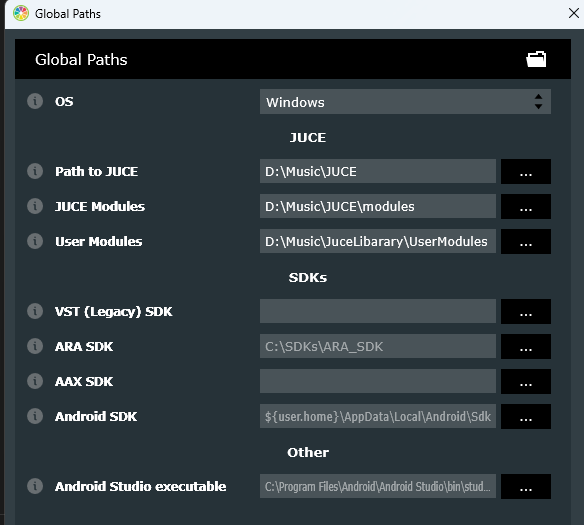 Global Paths
Global Paths
OS Windows
JUCE
Path to JUCE D:\Music\JUCE ...
JUCE Modules D:\Music\JUCE\modules ...
User Modules D:\Music\JuceLibarary\UserModules ...
SDKs
VST (Legacy) SDK ...
ARA SDK C:\SDKs\ARA_SDK ...
AAX SDK ...
Android SDK ${user.home}\AppData\Local\Android\Sdk ...
Other
Android Studio executable C:\Program Files\Android\Android Studio\bin\stud... ...